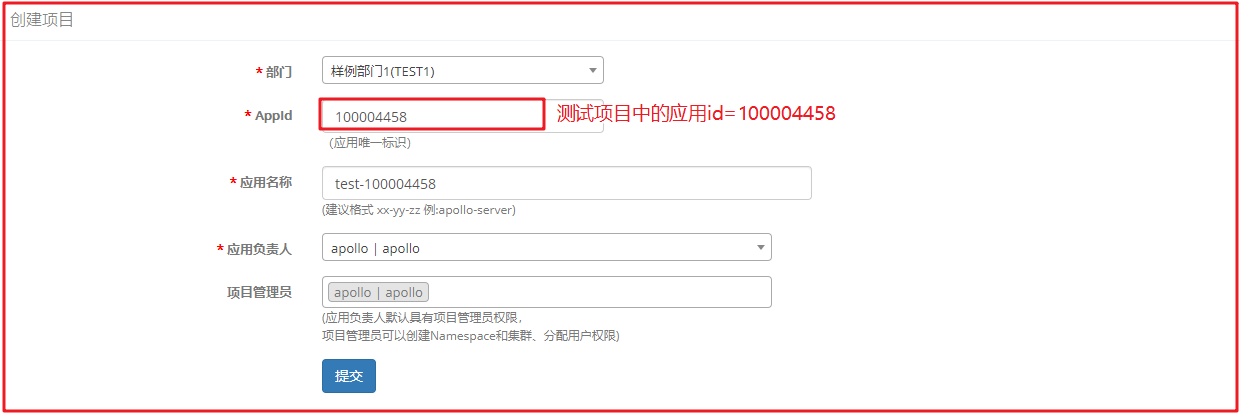 创建项目
* 部门
样例部门1(TEST1)
* AppId
100004458
测试项目中的应用id=100004458
(应用唯一标识)
* 应用名称
test-100004458
(建议格式 xx-yy-zz 例:apollo-server)
* 应用负责人
apollo | apollo
项目管理员
apollo | apollo
(应用负责人默认具有项目管理员权限,
项目管理员可以创建Namespace和集群、分配用户权限)
提交